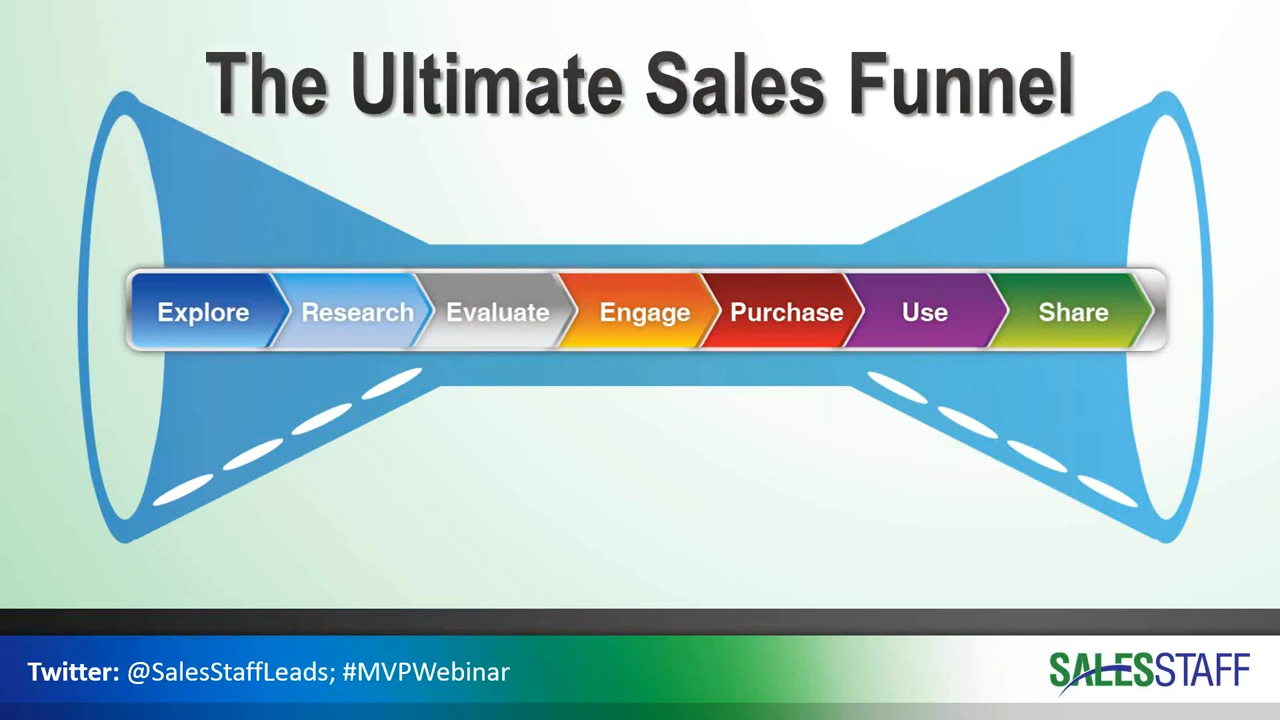 The Ultimate Sales Funnel
Explore Research Evaluate Engage Purchase Use Share
Twitter: @SalesStaffLeads; #MVPWebinar
SALESSTAFF